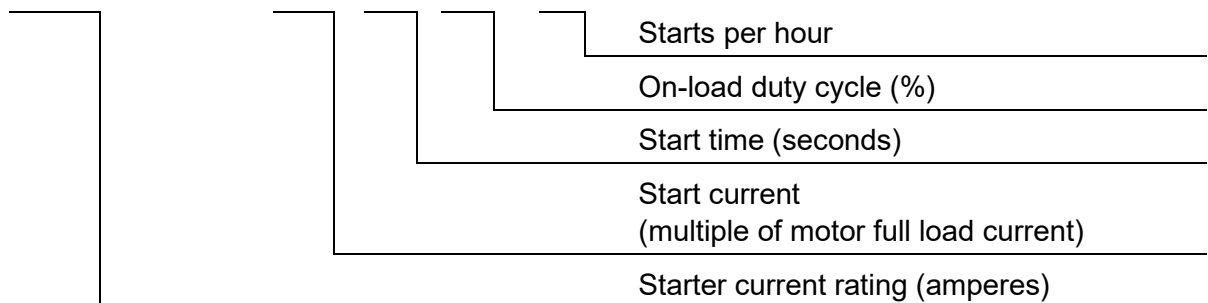 Starts per hour
On-load duty cycle (%)
Start time (seconds)
Start current
(multiple of motor full load current)
Starter current rating (amperes)